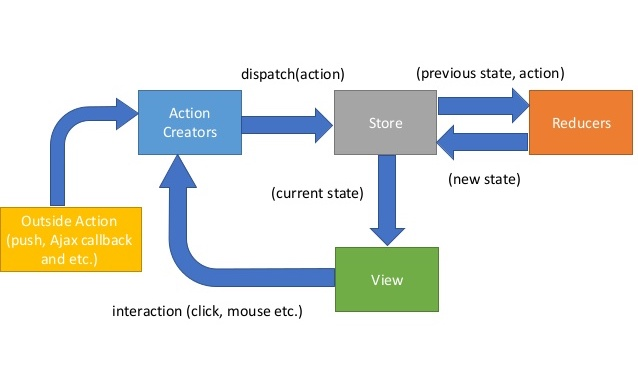 dispatch(action)
(previous state, action)
Action
Creators
Store
Reducers
(current state)
(new state)
Outside Action
(push, Ajax callback
and etc.)
View
interaction (click, mouse etc.)